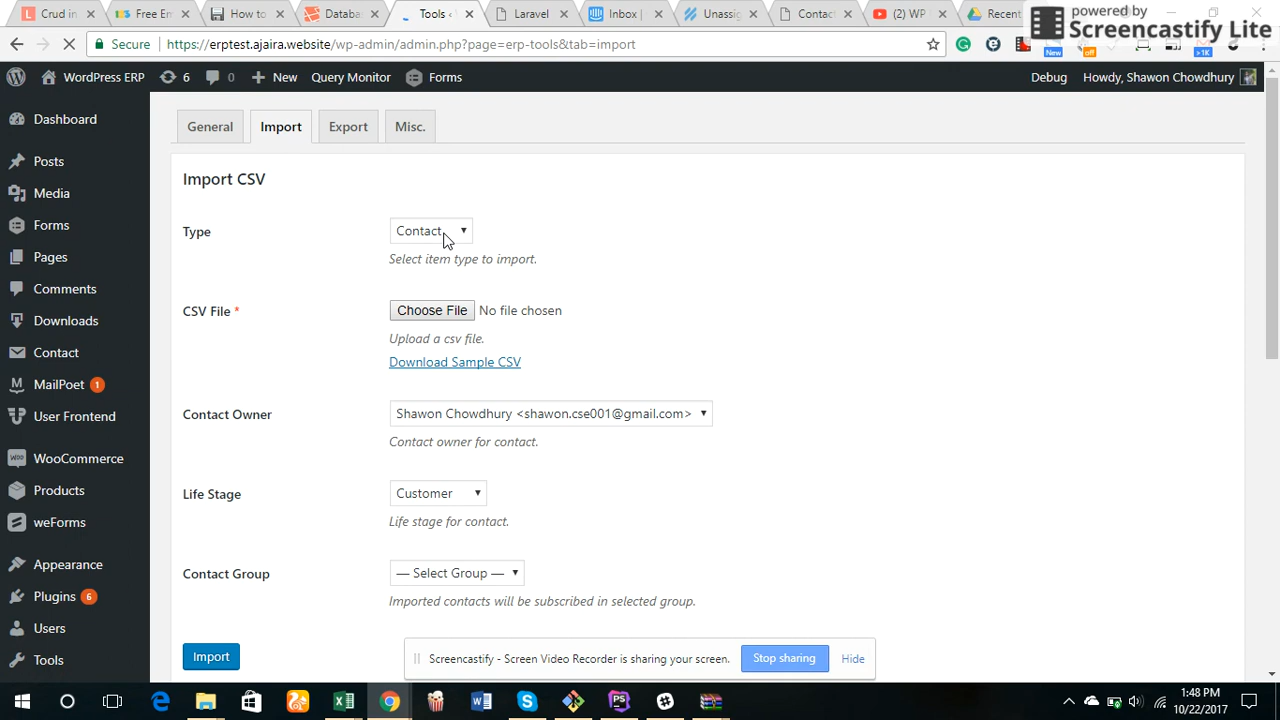 Crud in
Free Em
How to
Datab
Tools ‹
Laravel
Inbox |
Unassig
Contac
(2) WP
Recent
powered by
Screencastify Lite
Secure
https://erptest.ajaira.website/wp-admin/admin.php?page=erp-tools&tab=import
New
off
>1K
WordPress ERP
6
0
New
Query Monitor
Forms
Debug
Howdy, Shawon Chowdhury
Dashboard
Posts
Media
Forms
Pages
Comments
Downloads
Contact
MailPoet 1
User Frontend
WooCommerce
Products
weForms
Appearance
Plugins 6
Users
Tools
General
Import
Export
Misc.
Import CSV
Type
Contact
Select item type to import.
CSV File *
Choose File No file chosen
Upload a csv file.
Download Sample CSV
Contact Owner
Shawon Chowdhury <shawon.cse001@gmail.com>
Contact owner for contact.
Life Stage
Customer
Life stage for contact.
Contact Group
— Select Group —
Imported contacts will be subscribed in selected group.
Import
Screencastify - Screen Video Recorder is sharing your screen.
Stop sharing
Hide
1:48 PM
10/22/2017